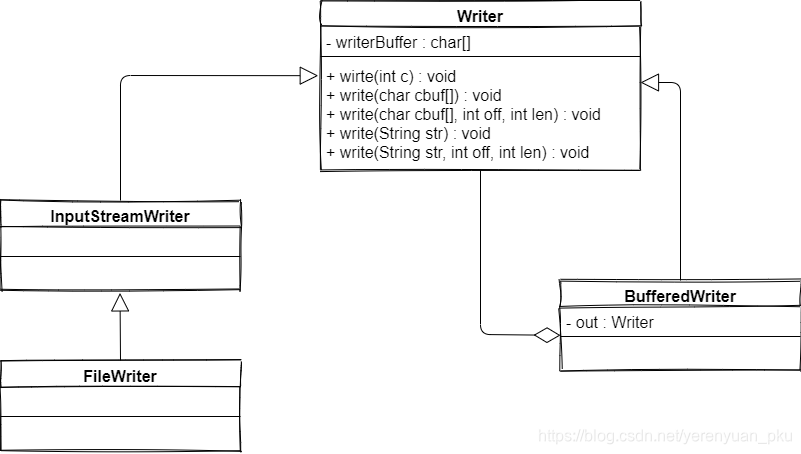 Writer
- writerBuffer : char[]
+ wirte(int c) : void
+ write(char cbuf[]) : void
+ write(char cbuf[], int off, int len) : void
+ write(String str) : void
+ write(String str, int off, int len) : void
InputStreamWriter
BufferedWriter
- out : Writer
FileWriter
https://blog.csdn.net/yerenyuan_pku